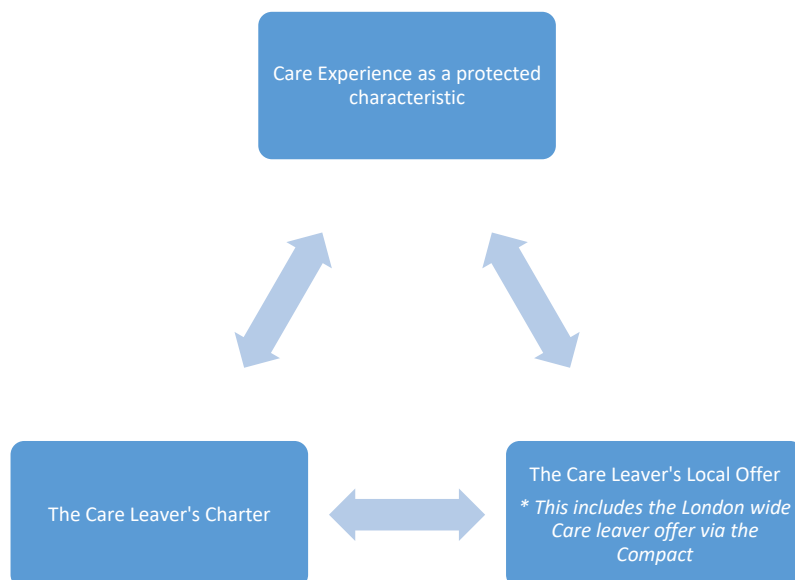 Care Experience as a protected
characteristic
The Care Leaver's Charter
The Care Leaver's Local Offer
* This includes the London wide
Care leaver offer via the
Compact